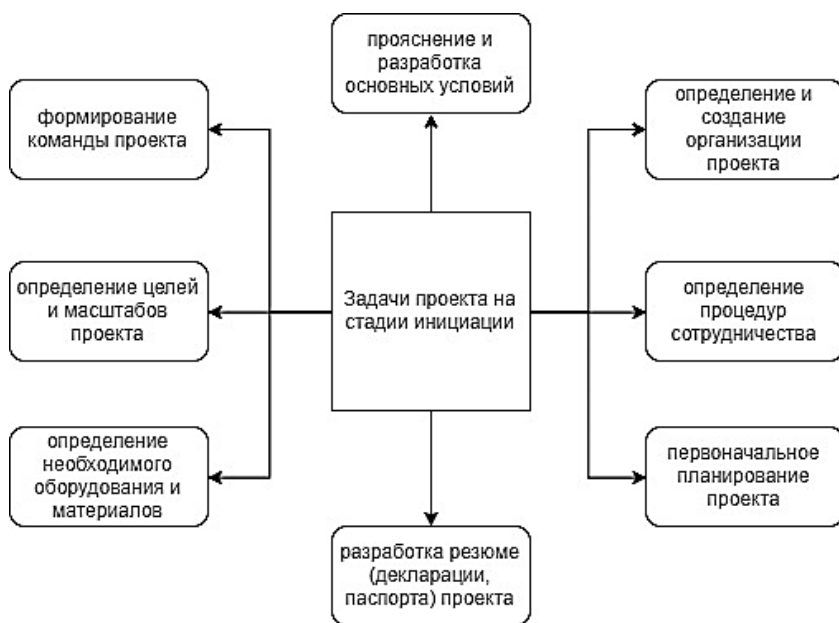 прояснение и
разработка
основных условий
формирование
команды проекта
определение и
создание
организации
проекта
определение целей
и масштабов
проекта
Задачи проекта на
стадии инициации
определение
процедур
сотрудничества
определение
необходимого
оборудования и
материалов
первоначальное
планирование
проекта
разработка резюме
(декларации,
паспорта) проекта